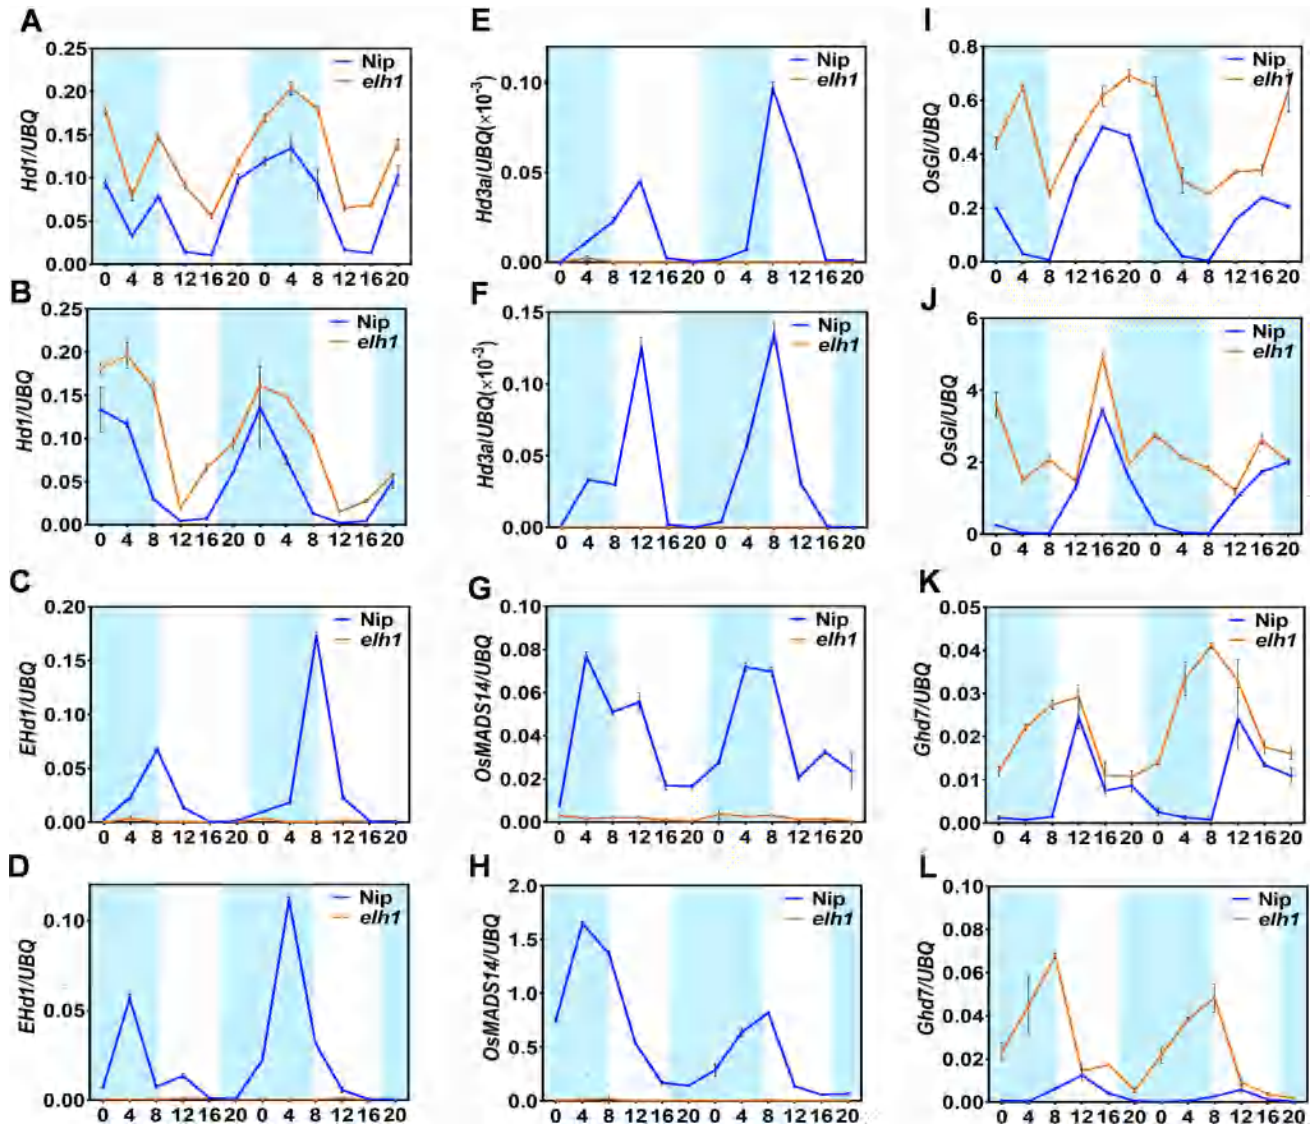 A
Hd1/UBQ
0.25
0.20
0.15
0.10
0.05
0.00
Nip
elh1
0 4 8 12 16 20 0 4 8 12 16 20
B
Hd1/UBQ
0.25
0.20
0.15
0.10
0.05
0.00
Nip
elh1
0 4 8 12 16 20 0 4 8 12 16 20
C
EHd1/UBQ
0.20
0.15
0.10
0.05
0.00
Nip
elh1
0 4 8 12 16 20 0 4 8 12 16 20
D
EHd1/UBQ
0.10
0.05
0.00
Nip
elh1
0 4 8 12 16 20 0 4 8 12 16 20
E
Hd3a/UBQ(×10⁻³)
0.10
0.05
0.00
Nip
elh1
0 4 8 12 16 20 0 4 8 12 16 20
F
Hd3a/UBQ(×10⁻³)
0.15
0.10
0.05
0.00
Nip
elh1
0 4 8 12 16 20 0 4 8 12 16 20
G
OsMADS14/UBQ
0.10
0.08
0.06
0.04
0.02
0.00
Nip
elh1
0 4 8 12 16 20 0 4 8 12 16 20
H
OsMADS14/UBQ
2.0
1.5
1.0
0.5
0.0
Nip
elh1
0 4 8 12 16 20 0 4 8 12 16 20
I
OsGI/UBQ
0.8
0.6
0.4
0.2
0.0
Nip
elh1
0 4 8 12 16 20 0 4 8 12 16 20
J
OsGI/UBQ
6
4
2
0
Nip
elh1
0 4 8 12 16 20 0 4 8 12 16 20
K
Ghd7/UBQ
0.05
0.04
0.03
0.02
0.01
0.00
Nip
elh1
0 4 8 12 16 20 0 4 8 12 16 20
L
Ghd7/UBQ
0.10
0.08
0.06
0.04
0.02
0.00
Nip
elh1
0 4 8 12 16 20 0 4 8 12 16 20